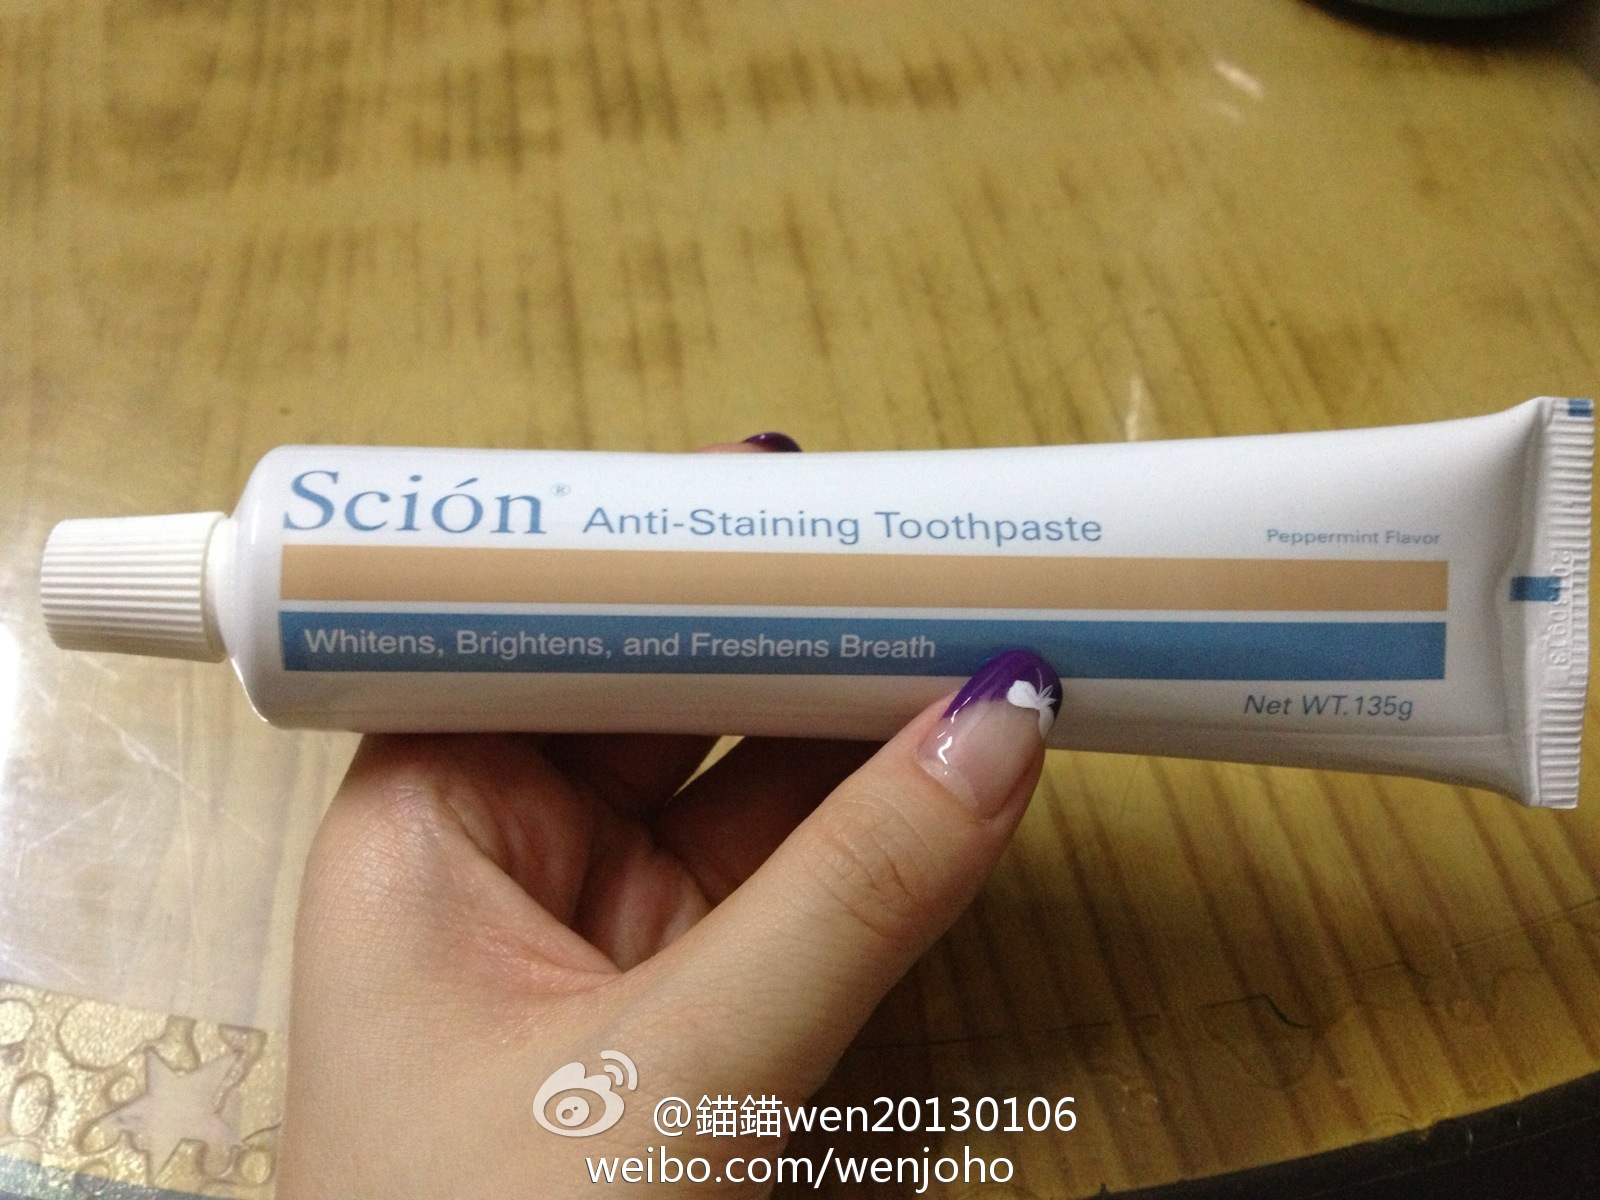 Sción® Anti-Staining Toothpaste
Peppermint Flavor
Whitens, Brightens, and Freshens Breath
Net WT.135g
@錨錨wen20130106
weibo.com/wenjoho